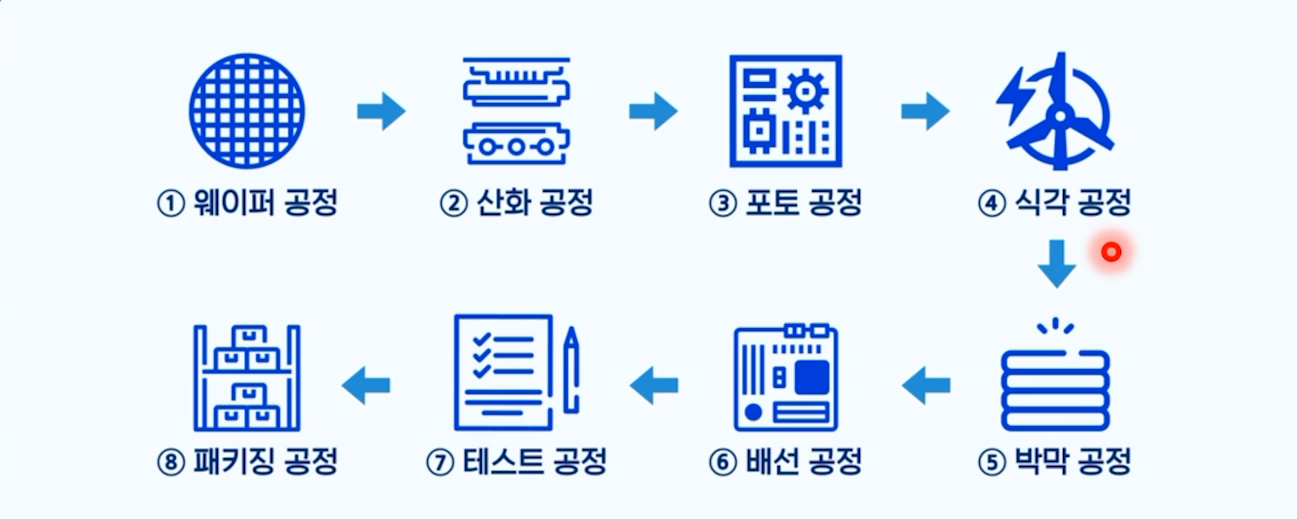 ① 웨이퍼 공정
② 산화 공정
③ 포토 공정
④ 식각 공정
⑤ 박막 공정
⑥ 배선 공정
⑦ 테스트 공정
⑧ 패키징 공정